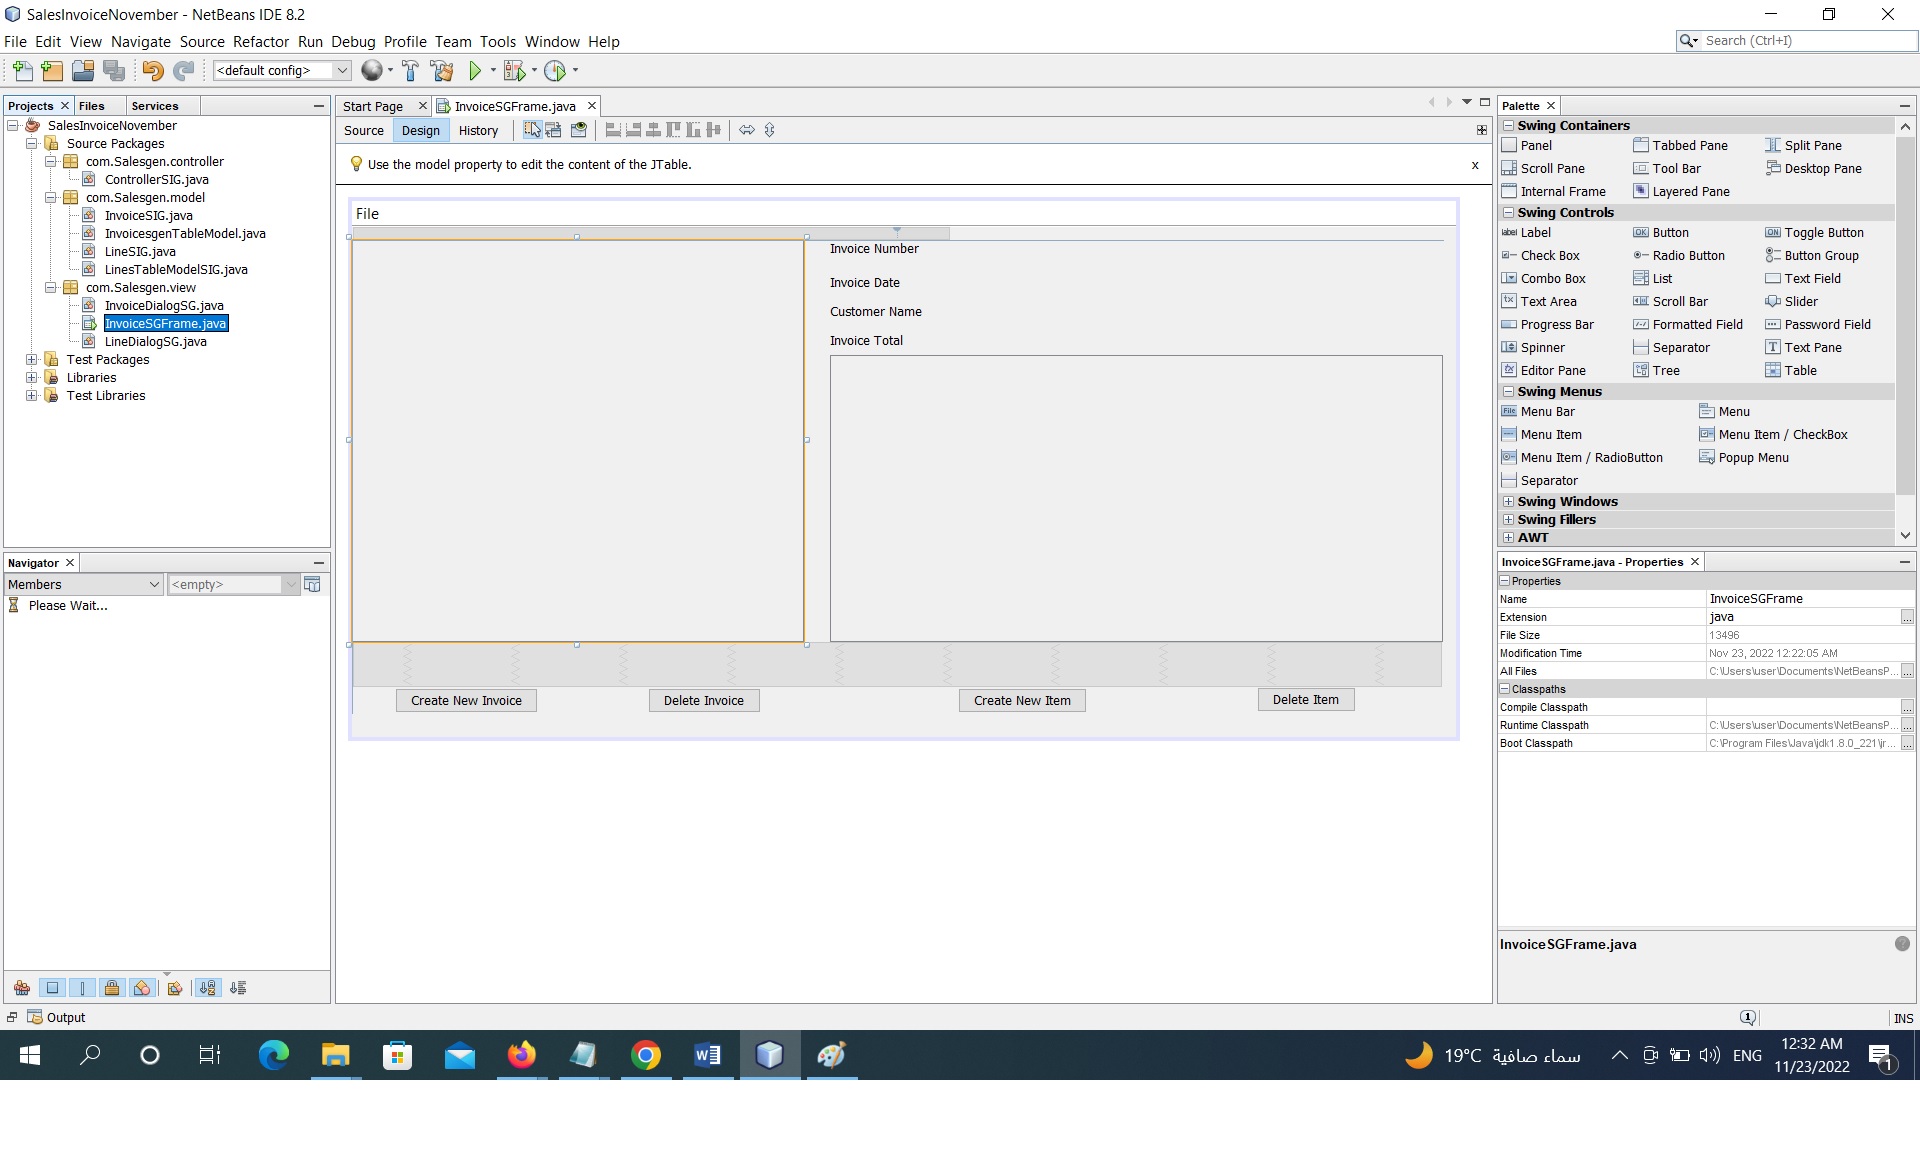 SalesInvoiceNovember - NetBeans IDE 8.2
File Edit View Navigate Source Refactor Run Debug Profile Team Tools Window Help
Search (Ctrl+I)
<default config>
Projects Files Services
SalesInvoiceNovember
Source Packages
com.Salesgen.controller
ControllerSIG.java
com.Salesgen.model
InvoiceSIG.java
InvoicesgenTableModel.java
LineSIG.java
LinesTableModelSIG.java
com.Salesgen.view
InvoiceDialogSG.java
InvoiceSGFrame.java
LineDialogSG.java
Test Packages
Libraries
Test Libraries
Navigator
Members <empty>
Please Wait...
Start Page InvoiceSGFrame.java
Source Design History
Use the model property to edit the content of the JTable.
x
File
Invoice Number
Invoice Date
Customer Name
Invoice Total
Create New Invoice Delete Invoice Create New Item Delete Item
Palette
Swing Containers
Panel Tabbed Pane Split Pane
Scroll Pane Tool Bar Desktop Pane
Internal Frame Layered Pane
Swing Controls
Label Button Toggle Button
Check Box Radio Button Button Group
Combo Box List Text Field
Text Area Scroll Bar Slider
Progress Bar Formatted Field Password Field
Spinner Separator Text Pane
Editor Pane Tree Table
Swing Menus
Menu Bar Menu
Menu Item Menu Item / CheckBox
Menu Item / RadioButton Popup Menu
Separator
Swing Windows
Swing Fillers
AWT
InvoiceSGFrame.java - Properties
Properties
Name InvoiceSGFrame
Extension java
File Size 13496
Modification Time Nov 23, 2022 12:22:05 AM
All Files C:\Users\user\Documents\NetBeansP...
Classpaths
Compile Classpath
Runtime Classpath C:\Users\user\Documents\NetBeansP...
Boot Classpath C:\Program Files\Java\jdk1.8.0_221\jr...
InvoiceSGFrame.java
Output
1
INS
19°C سماء صافية
ENG
12:32 AM
11/23/2022
1